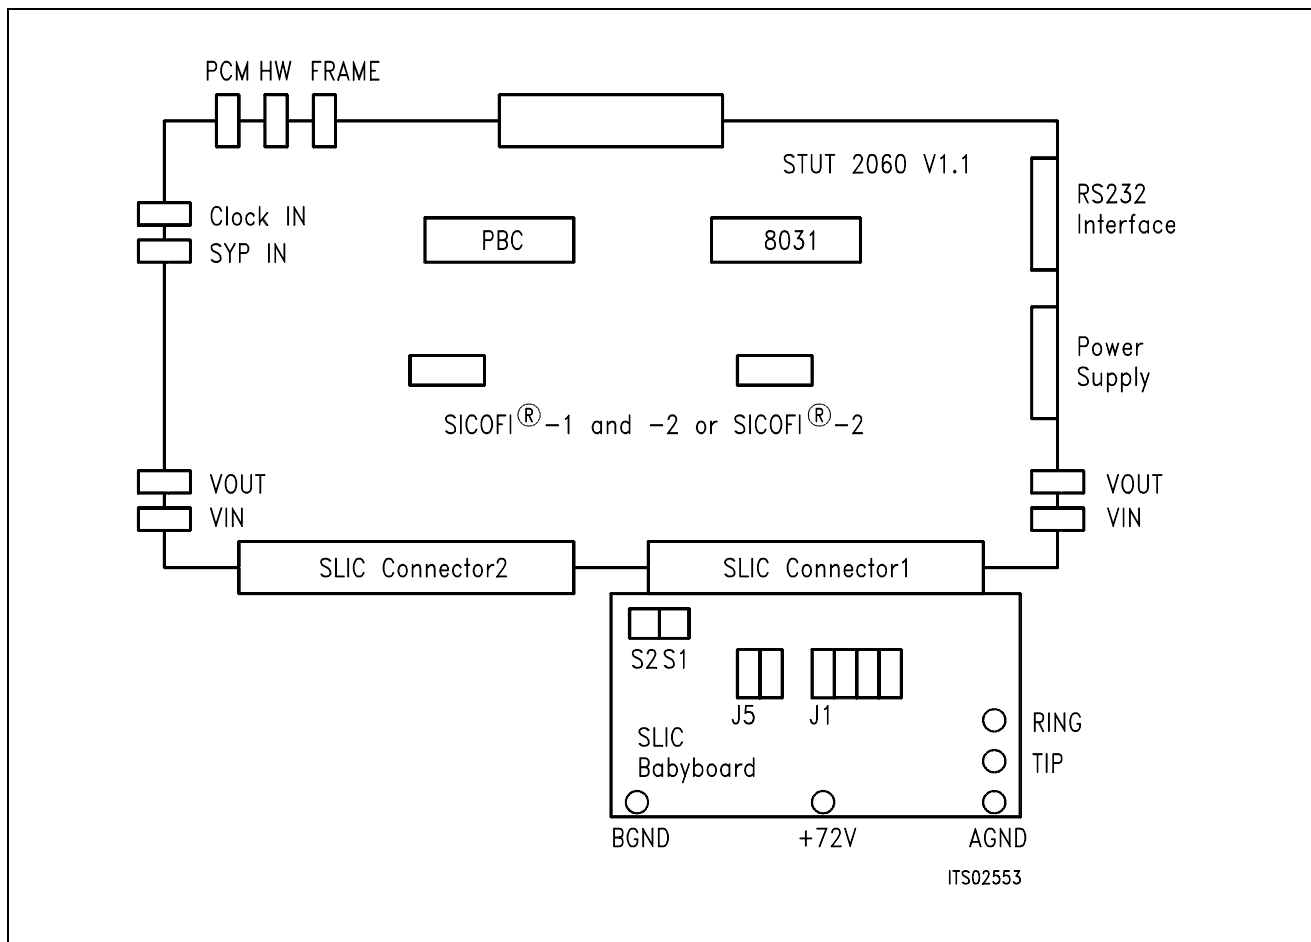 PCM HW FRAME
STUT 2060 V1.1
RS232
Interface
Clock IN
SYP IN
PBC
8031
Power
Supply
SICOFI®-1 and -2 or SICOFI®-2
VOUT
VIN
VOUT
VIN
SLIC Connector2
SLIC Connector1
S2 S1
J5
J1
SLIC
Babyboard
RING
TIP
BGND
+72V
AGND
ITS02553